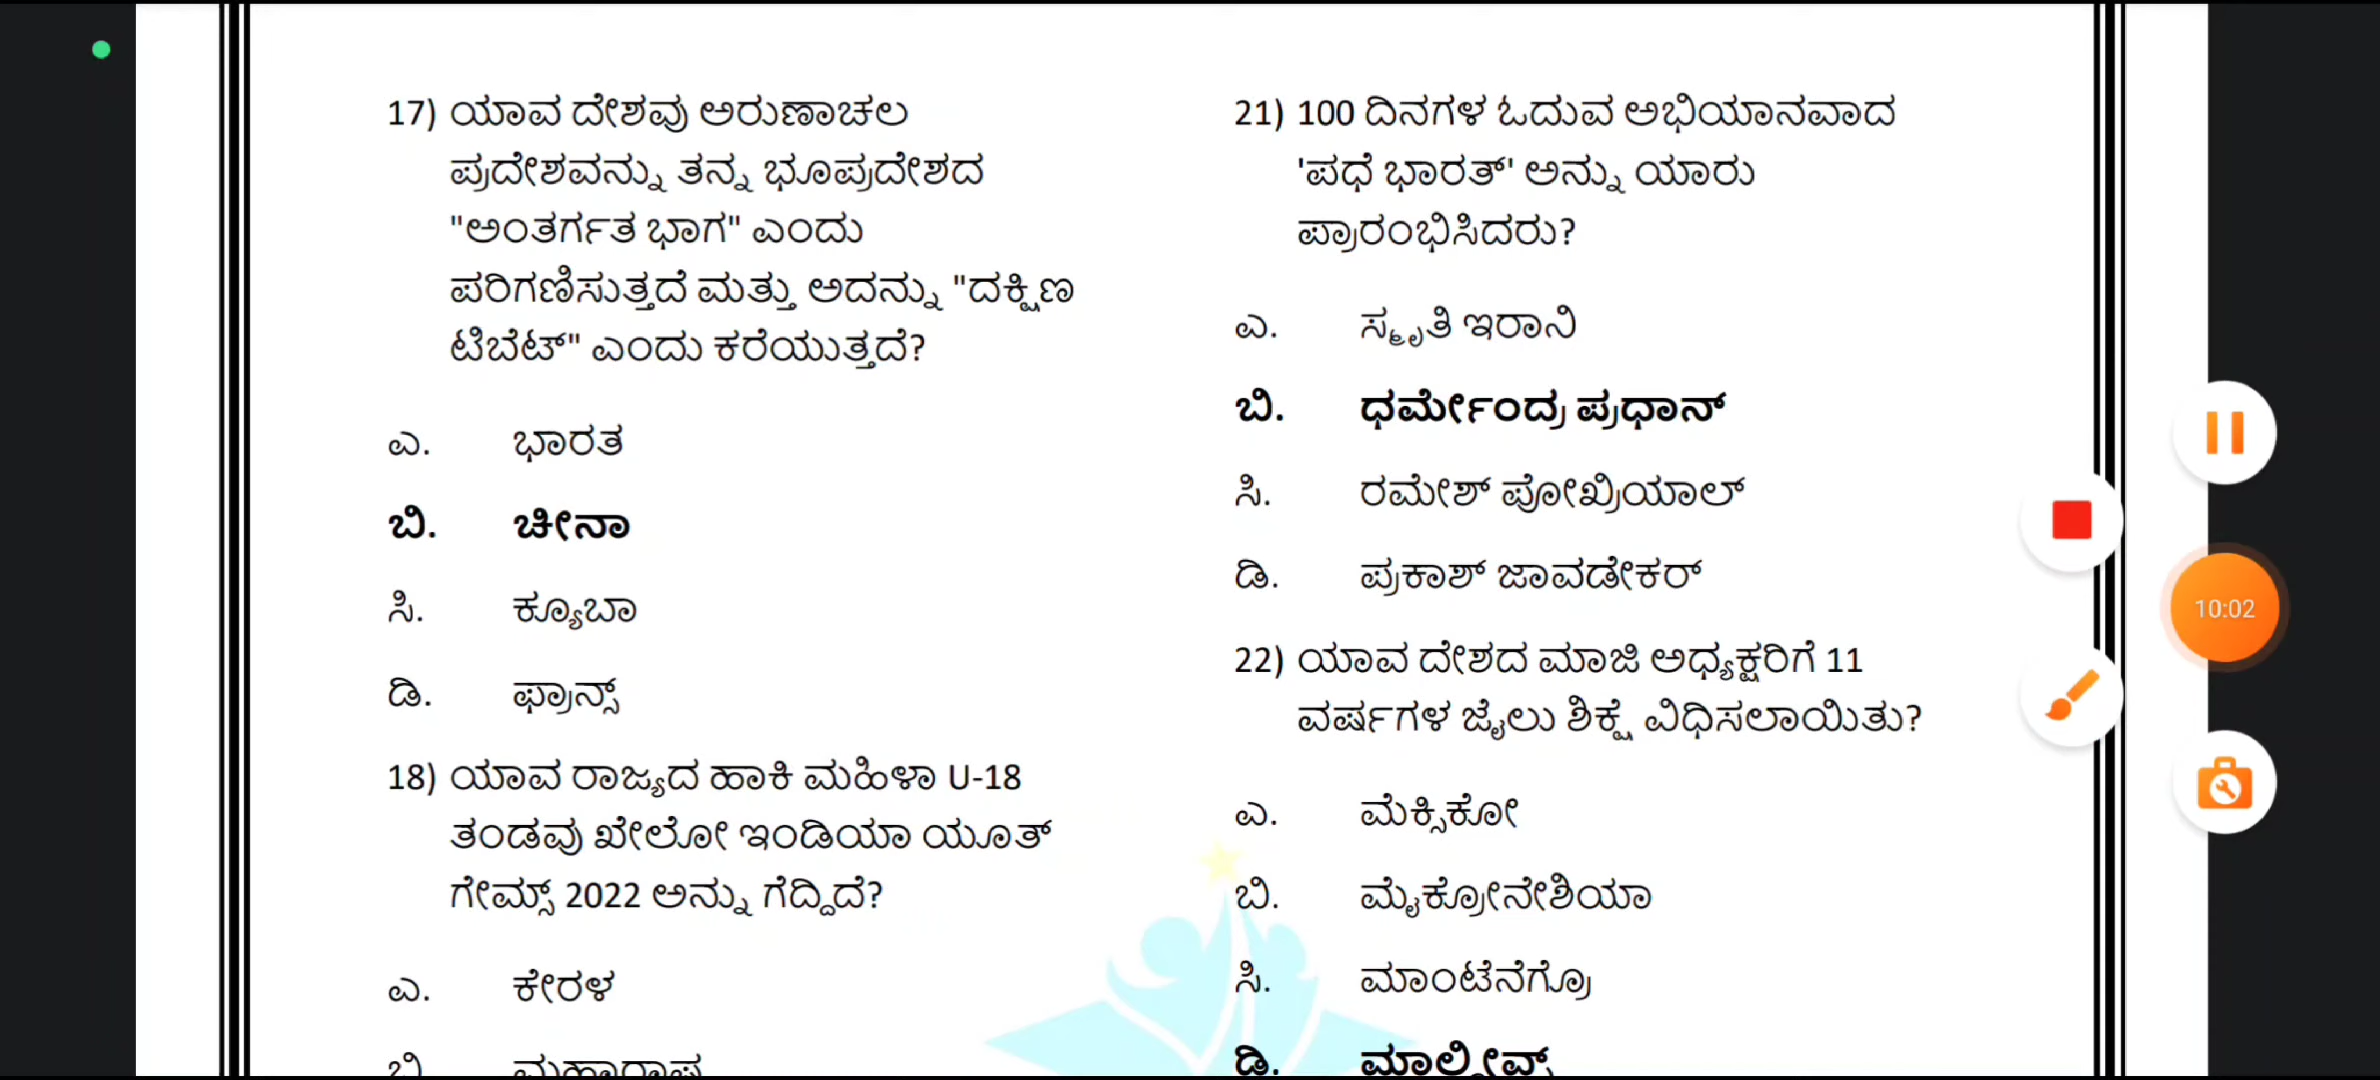 17) ಯಾವ ದೇಶವು ಅರುಣಾಚಲ
ಪ್ರದೇಶವನ್ನು ತನ್ನ ಭೂಪ್ರದೇಶದ
"ಅಂತರ್ಗತ ಭಾಗ" ಎಂದು
ಪರಿಗಣಿಸುತ್ತದೆ ಮತ್ತು ಅದನ್ನು "ದಕ್ಷಿಣ
ಟಿಬೆಟ್" ಎಂದು ಕರೆಯುತ್ತದೆ?
ಎ. ಭಾರತ
ಬಿ. ಚೀನಾ
ಸಿ. ಕ್ಯೂಬಾ
ಡಿ. ಫ್ರಾನ್ಸ್
18) ಯಾವ ರಾಜ್ಯದ ಹಾಕಿ ಮಹಿಳಾ U-18
ತಂಡವು ಖೇಲೋ ಇಂಡಿಯಾ ಯೂತ್
ಗೇಮ್ಸ್ 2022 ಅನ್ನು ಗೆದ್ದಿದೆ?
ಎ. ಕೇರಳ
ಬಿ ಮಹಾರಾಷ್ಟ್ರ
21) 100 ದಿನಗಳ ಓದುವ ಅಭಿಯಾನವಾದ
'ಪಧೆ ಭಾರತ್' ಅನ್ನು ಯಾರು
ಪ್ರಾರಂಭಿಸಿದರು?
ಎ. ಸ್ಮೃತಿ ಇರಾನಿ
ಬಿ. ಧರ್ಮೇಂದ್ರ ಪ್ರಧಾನ್
ಸಿ. ರಮೇಶ್ ಪೋಖ್ರಿಯಾಲ್
ಡಿ. ಪ್ರಕಾಶ್ ಜಾವಡೇಕರ್
22) ಯಾವ ದೇಶದ ಮಾಜಿ ಅಧ್ಯಕ್ಷರಿಗೆ 11
ವರ್ಷಗಳ ಜೈಲು ಶಿಕ್ಷೆ ವಿಧಿಸಲಾಯಿತು?
ಎ. ಮೆಕ್ಸಿಕೋ
ಬಿ. ಮೈಕ್ರೋನೇಶಿಯಾ
ಸಿ. ಮಾಂಟೆನೆಗ್ರೊ
ಡಿ. ಮಾಲ್ಡೀವ್ಸ್
10:02